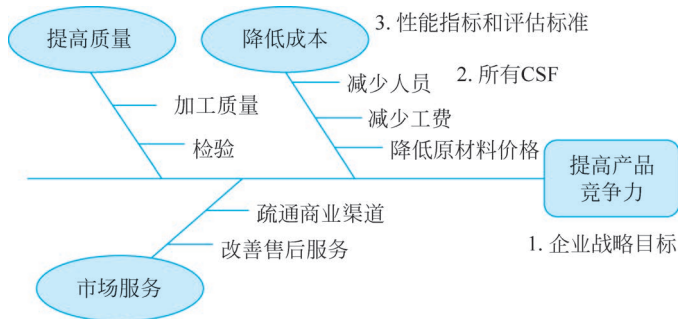 提高质量
降低成本
3. 性能指标和评估标准
减少人员
2. 所有CSF
加工质量
减少工费
检验
降低原材料价格
提高产品
竞争力
疏通商业渠道
改善售后服务
1. 企业战略目标
市场服务